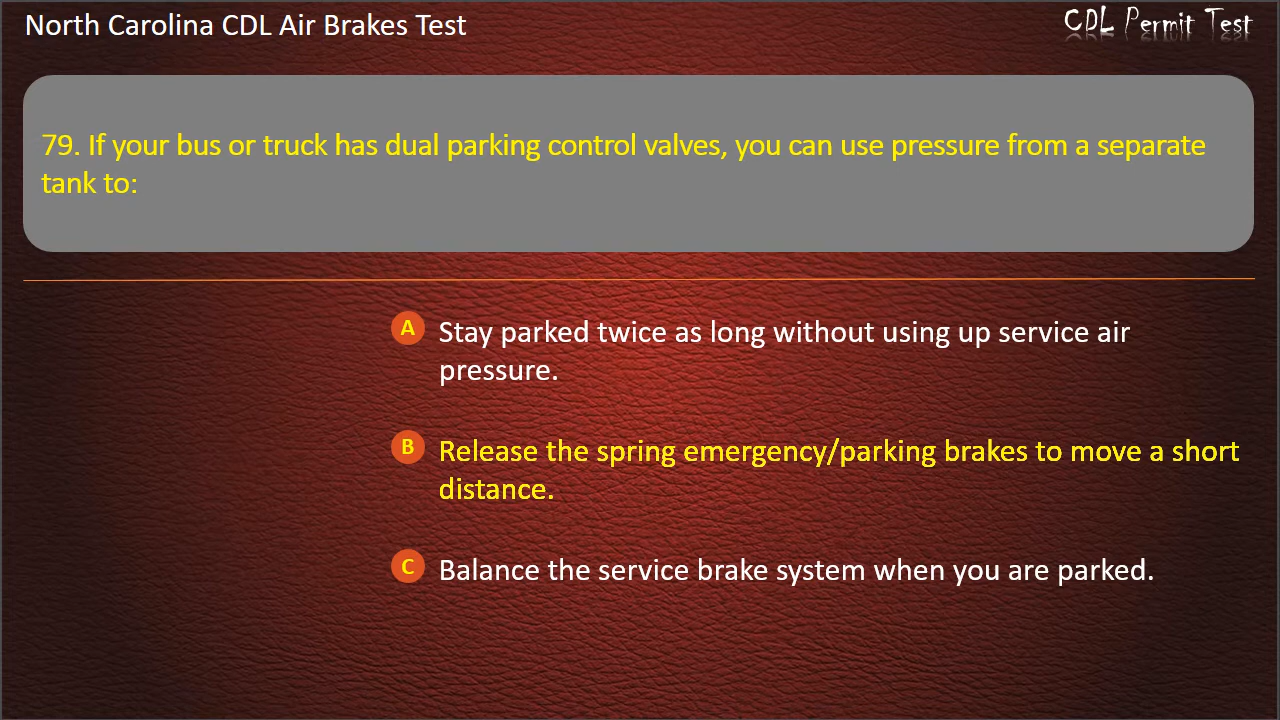 North Carolina CDL Air Brakes Test
CDL Permit Test
79. If your bus or truck has dual parking control valves, you can use pressure from a separate
tank to:
A Stay parked twice as long without using up service air
pressure.
B Release the spring emergency/parking brakes to move a short
distance.
C Balance the service brake system when you are parked.